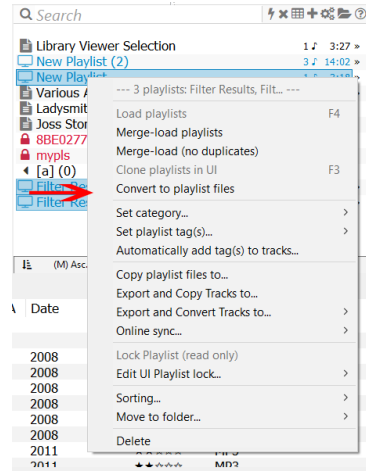 Search
Library Viewer Selection 1 3:27 »
New Playlist (2) 3 14:02 »
New Playlist
Various
--- 3 playlists: Filter Results, Filt... ---
Ladysmit
Load playlists F4
Joss Stor
Merge-load playlists
8BE0277
Merge-load (no duplicates)
mypls
Clone playlists in UI F3
[a] (0)
Convert to playlist files
Filter Res
Filter Res
Set category...
Set playlist tag(s)...
Automatically add tag(s) to tracks...
(M) Asc.
Copy playlist files to...
Export and Copy Tracks to...
Date
Export and Convert Tracks to...
Online sync...
2008
Lock Playlist (read only)
2008
Edit UI Playlist lock...
2008
2008
Sorting...
2008
Move to folder...
2008
2011
Delete
2011 MP3